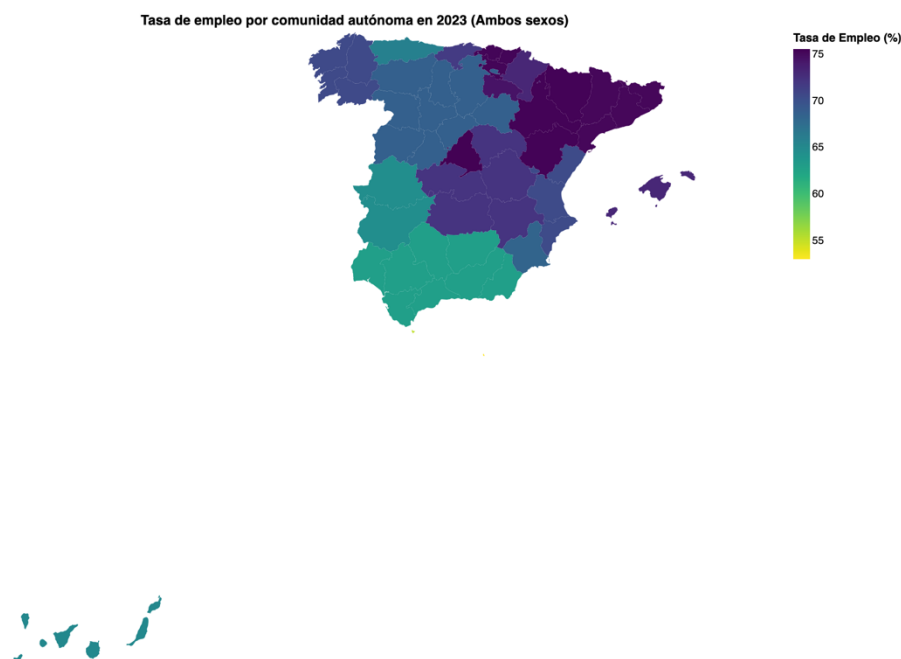 Tasa de empleo por comunidad autónoma en 2023 (Ambos sexos)
Tasa de Empleo (%)
75
70
65
60
55